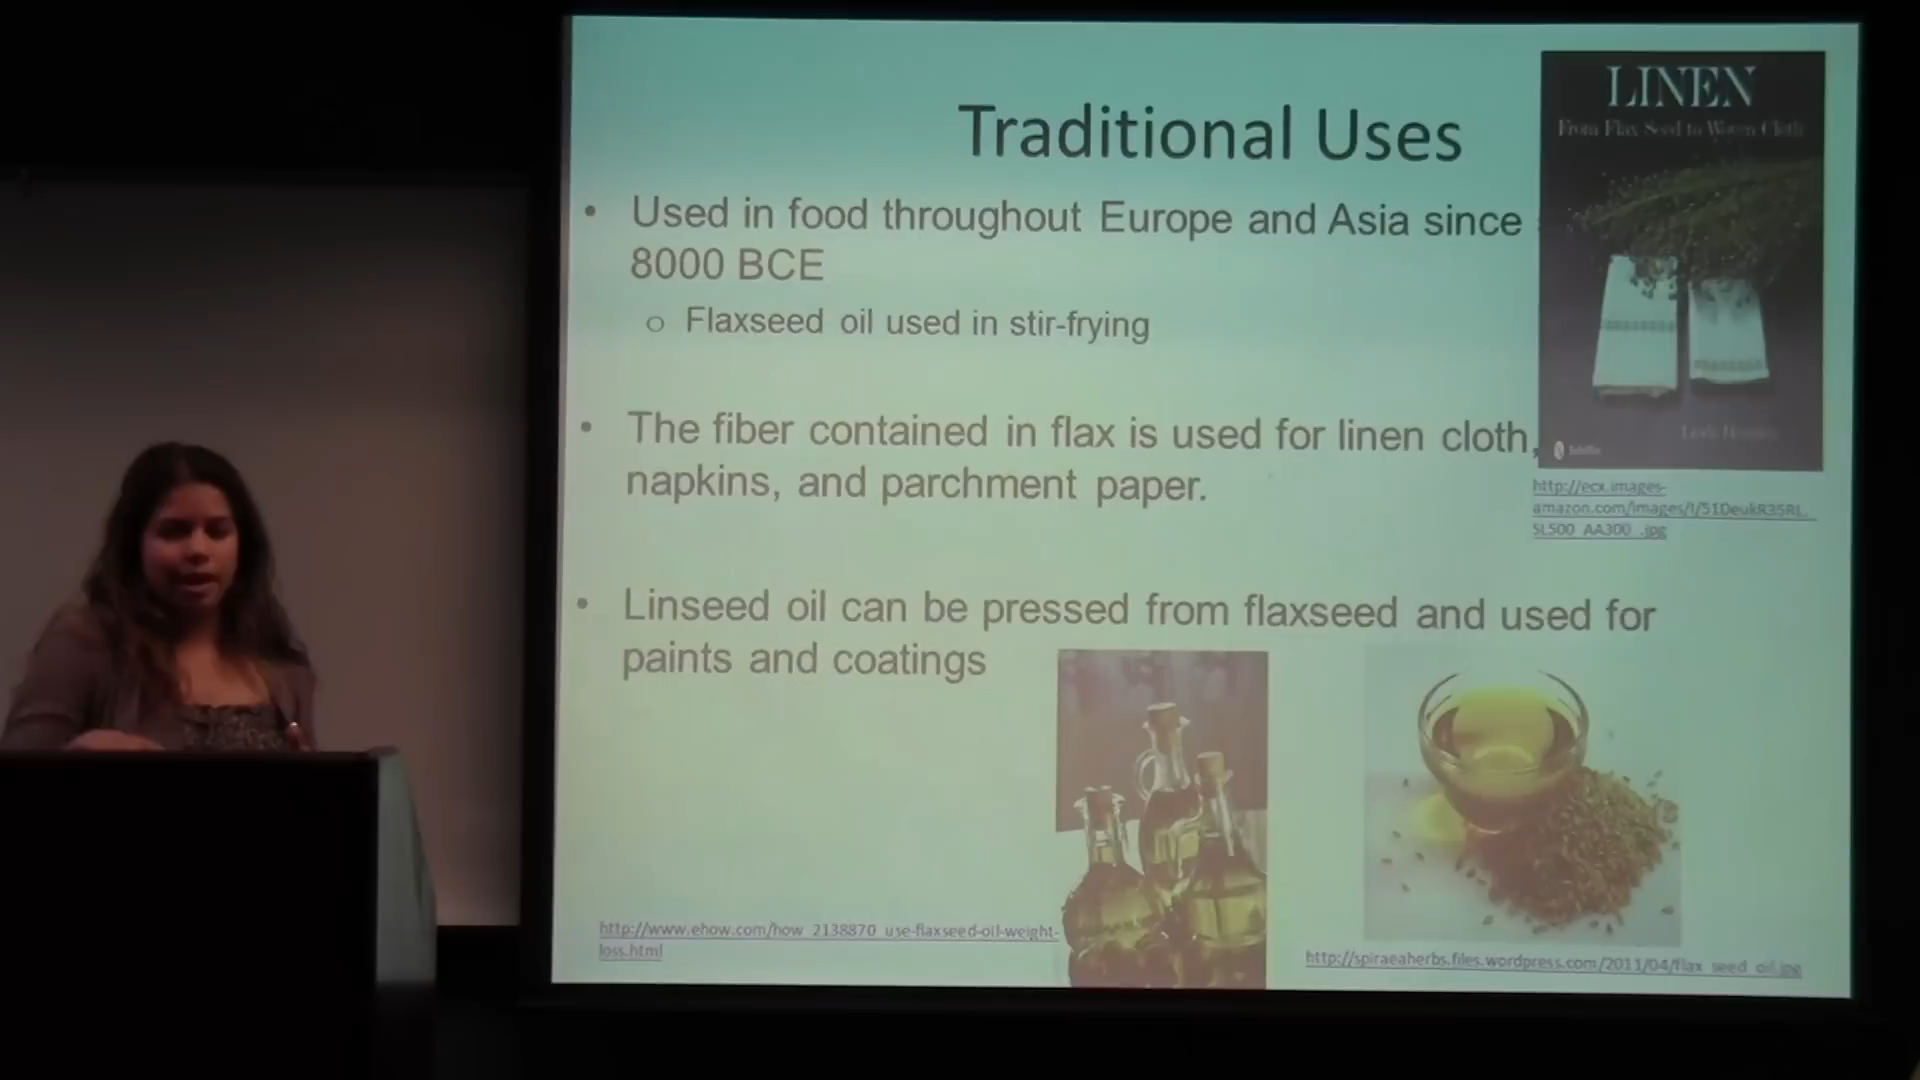 Traditional Uses
• Used in food throughout Europe and Asia since
8000 BCE
o Flaxseed oil used in stir-frying
• The fiber contained in flax is used for linen cloth,
napkins, and parchment paper.
• Linseed oil can be pressed from flaxseed and used for
paints and coatings
LINEN
From Flax Seed to Woven Cloth
http://ecx.images-
amazon.com/images/I/51DeukR35RL._
SL500_AA300_.jpg
http://www.ehow.com/how_2138870_use-flaxseed-oil-weight-
loss.html
http://spiraeaherbs.files.wordpress.com/2011/04/flax_seed_oil.jpg